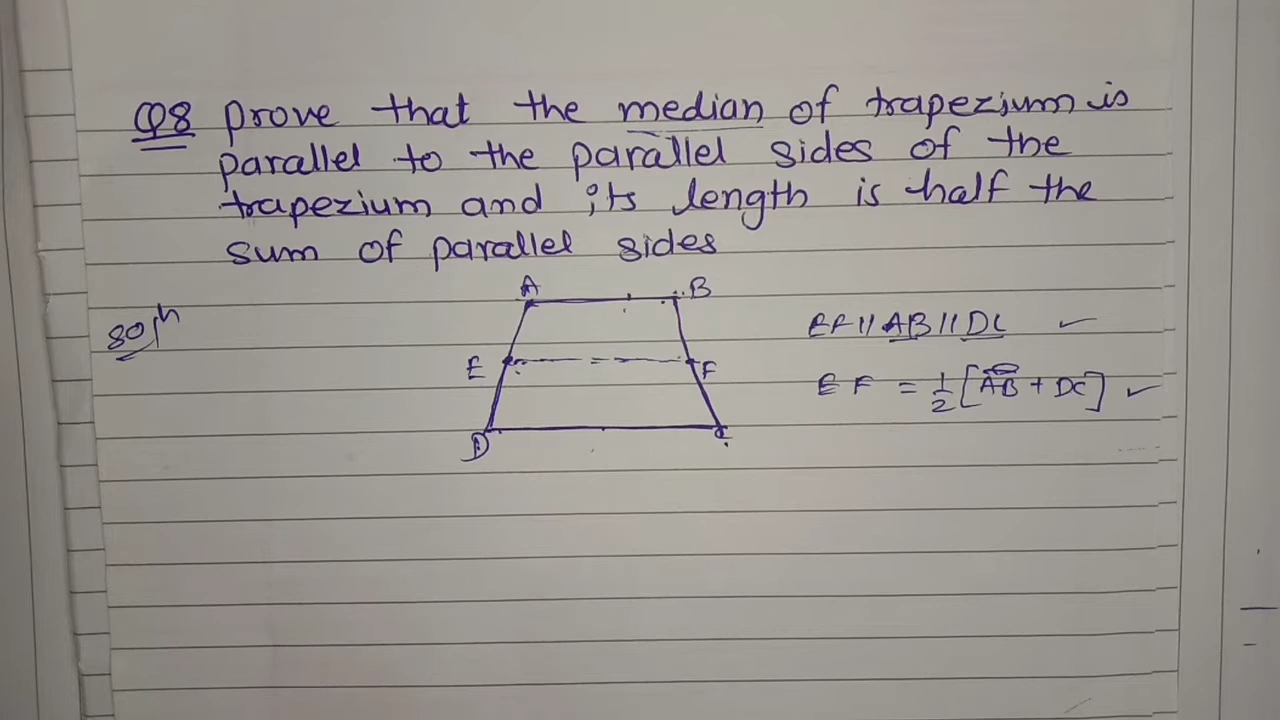 Q8 prove that the median of trapezium is
parallel to the parallel sides of the
trapezium and its length is half the
sum of parallel sides
Solⁿ
A B
EF || AB || DC ✓
E F
EF = 1/2 [AB + DC] ✓
D C